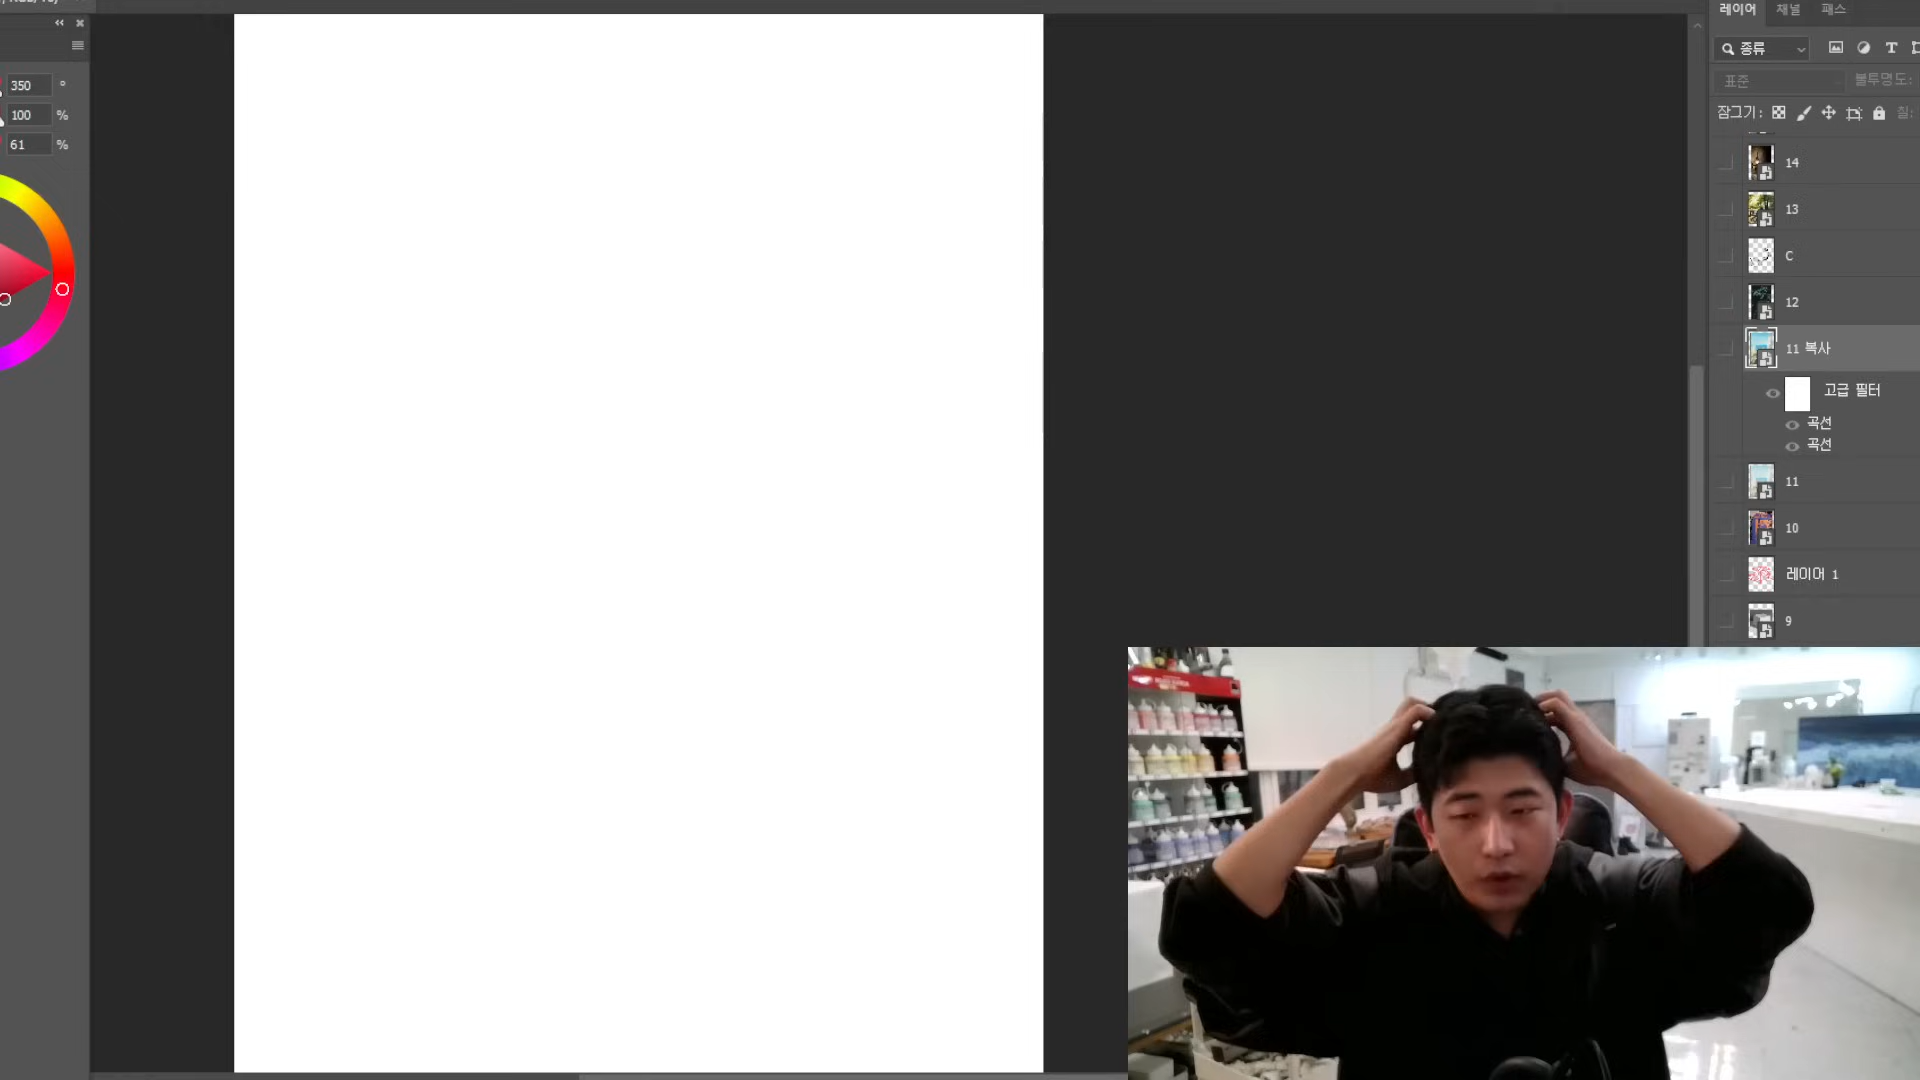 레이어 채널 패스
종류
표준 불투명도:
잠그기: 칠:
350 °
100 %
61 %
14
13
C
12
11 복사
고급 필터
곡선
곡선
11
10
레이어 1
9